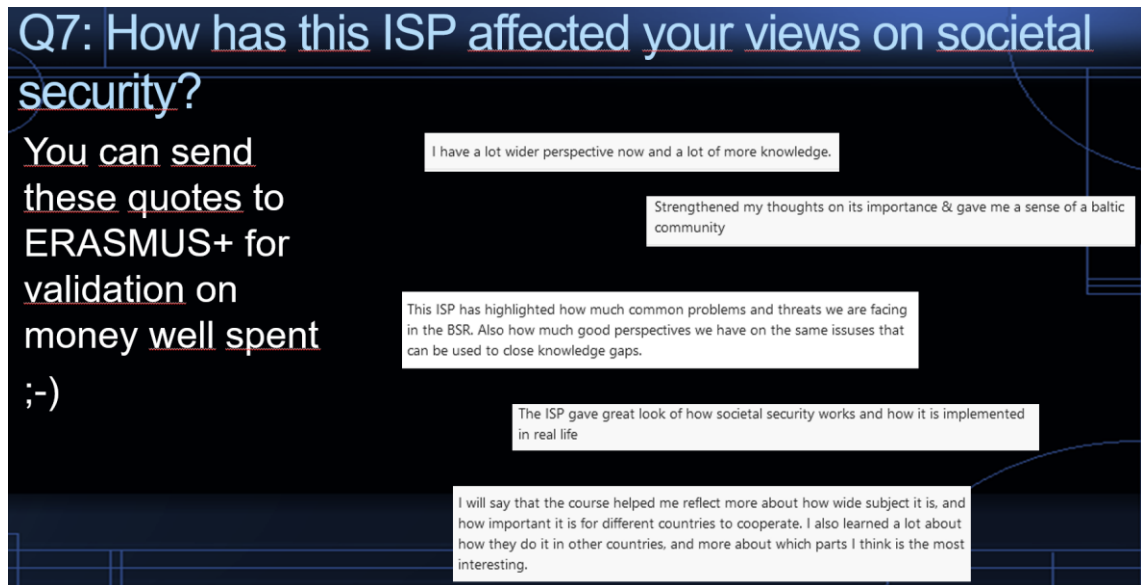 Q7: How has this ISP affected your views on societal
security?
You can send
these quotes to
ERASMUS+ for
validation on
money well spent
;-)
I have a lot wider perspective now and a lot of more knowledge.
Strengthened my thoughts on its importance & gave me a sense of a baltic
community
This ISP has highlighted how much common problems and threats we are facing
in the BSR. Also how much good perspectives we have on the same issuses that
can be used to close knowledge gaps.
The ISP gave great look of how societal security works and how it is implemented
in real life
I will say that the course helped me reflect more about how wide subject it is, and
how important it is for different countries to cooperate. I also learned a lot about
how they do it in other countries, and more about which parts I think is the most
interesting.